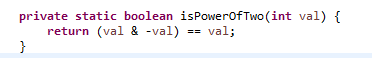 private static boolean isPowerOfTwo(int val) {
    return (val & -val) == val;
}